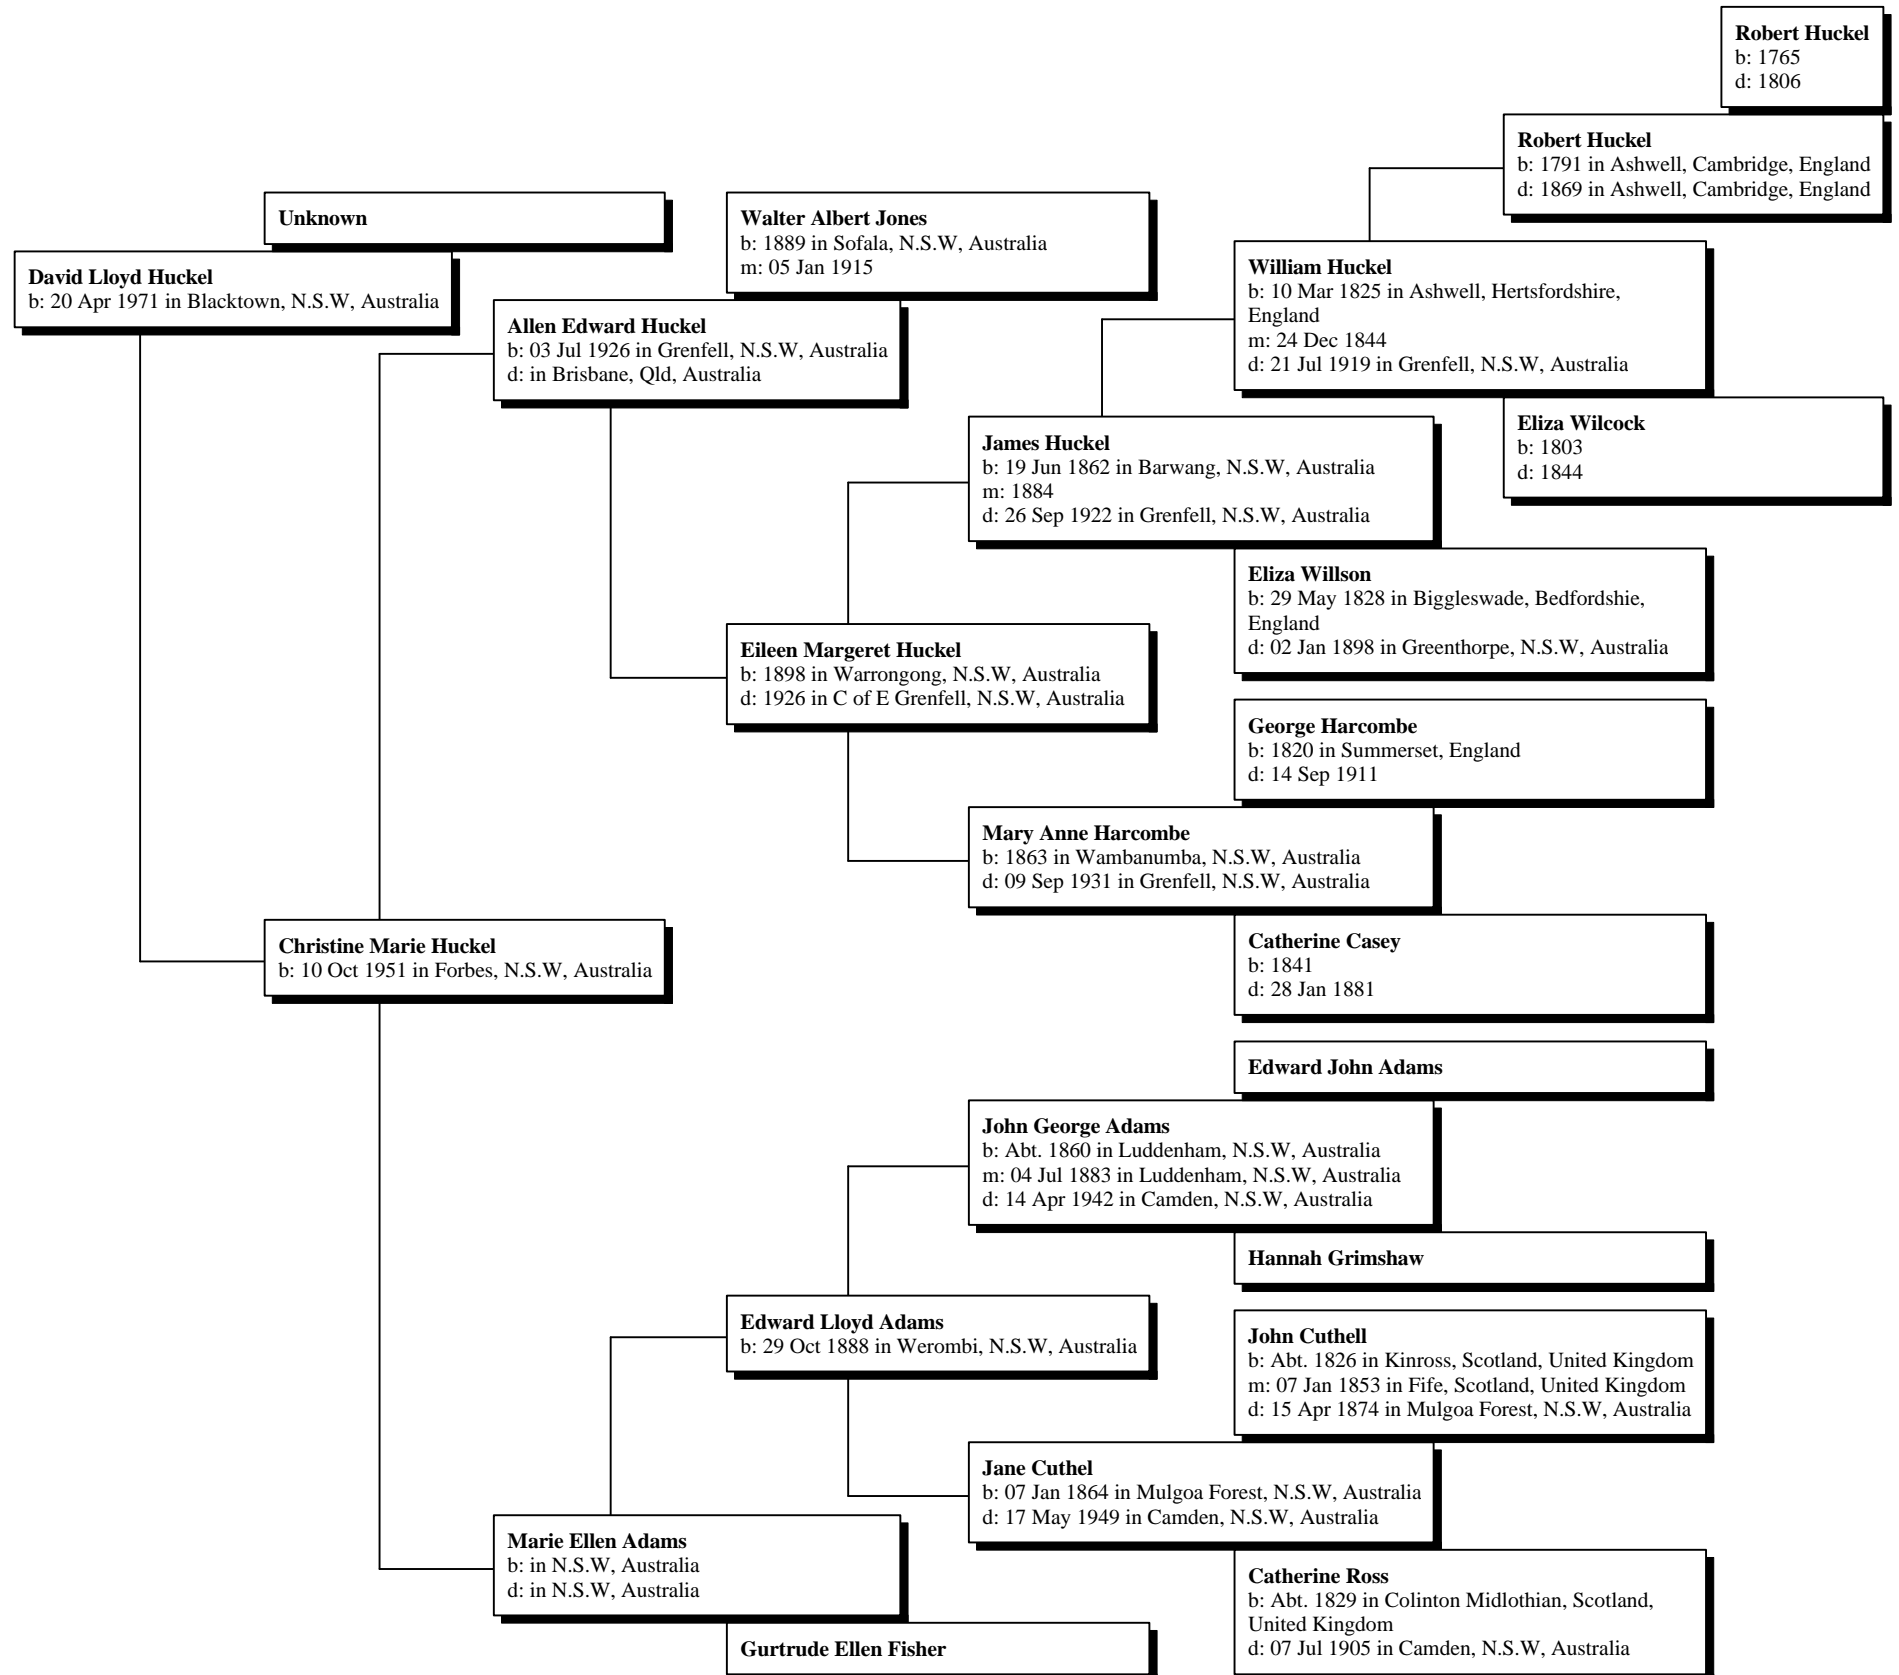 Robert Huckel
b: 1765
d: 1806
Robert Huckel
b: 1791 in Ashwell, Cambridge, England
d: 1869 in Ashwell, Cambridge, England
Unknown
Walter Albert Jones
b: 1889 in Sofala, N.S.W, Australia
m: 05 Jan 1915
David Lloyd Huckel
b: 20 Apr 1971 in Blacktown, N.S.W, Australia
William Huckel
b: 10 Mar 1825 in Ashwell, Hertsfordshire,
England
m: 24 Dec 1844
d: 21 Jul 1919 in Grenfell, N.S.W, Australia
Allen Edward Huckel
b: 03 Jul 1926 in Grenfell, N.S.W, Australia
d: in Brisbane, Qld, Australia
Eliza Wilcock
b: 1803
d: 1844
James Huckel
b: 19 Jun 1862 in Barwang, N.S.W, Australia
m: 1884
d: 26 Sep 1922 in Grenfell, N.S.W, Australia
Eliza Willson
b: 29 May 1828 in Biggleswade, Bedfordshie,
England
d: 02 Jan 1898 in Greenthorpe, N.S.W, Australia
Eileen Margeret Huckel
b: 1898 in Warrongong, N.S.W, Australia
d: 1926 in C of E Grenfell, N.S.W, Australia
George Harcombe
b: 1820 in Summerset, England
d: 14 Sep 1911
Mary Anne Harcombe
b: 1863 in Wambanumba, N.S.W, Australia
d: 09 Sep 1931 in Grenfell, N.S.W, Australia
Christine Marie Huckel
b: 10 Oct 1951 in Forbes, N.S.W, Australia
Catherine Casey
b: 1841
d: 28 Jan 1881
Edward John Adams
John George Adams
b: Abt. 1860 in Luddenham, N.S.W, Australia
m: 04 Jul 1883 in Luddenham, N.S.W, Australia
d: 14 Apr 1942 in Camden, N.S.W, Australia
Hannah Grimshaw
Edward Lloyd Adams
b: 29 Oct 1888 in Werombi, N.S.W, Australia
John Cuthell
b: Abt. 1826 in Kinross, Scotland, United Kingdom
m: 07 Jan 1853 in Fife, Scotland, United Kingdom
d: 15 Apr 1874 in Mulgoa Forest, N.S.W, Australia
Jane Cuthel
b: 07 Jan 1864 in Mulgoa Forest, N.S.W, Australia
d: 17 May 1949 in Camden, N.S.W, Australia
Marie Ellen Adams
b: in N.S.W, Australia
d: in N.S.W, Australia
Catherine Ross
b: Abt. 1829 in Colinton Midlothian, Scotland,
United Kingdom
d: 07 Jul 1905 in Camden, N.S.W, Australia
Gurtrude Ellen Fisher